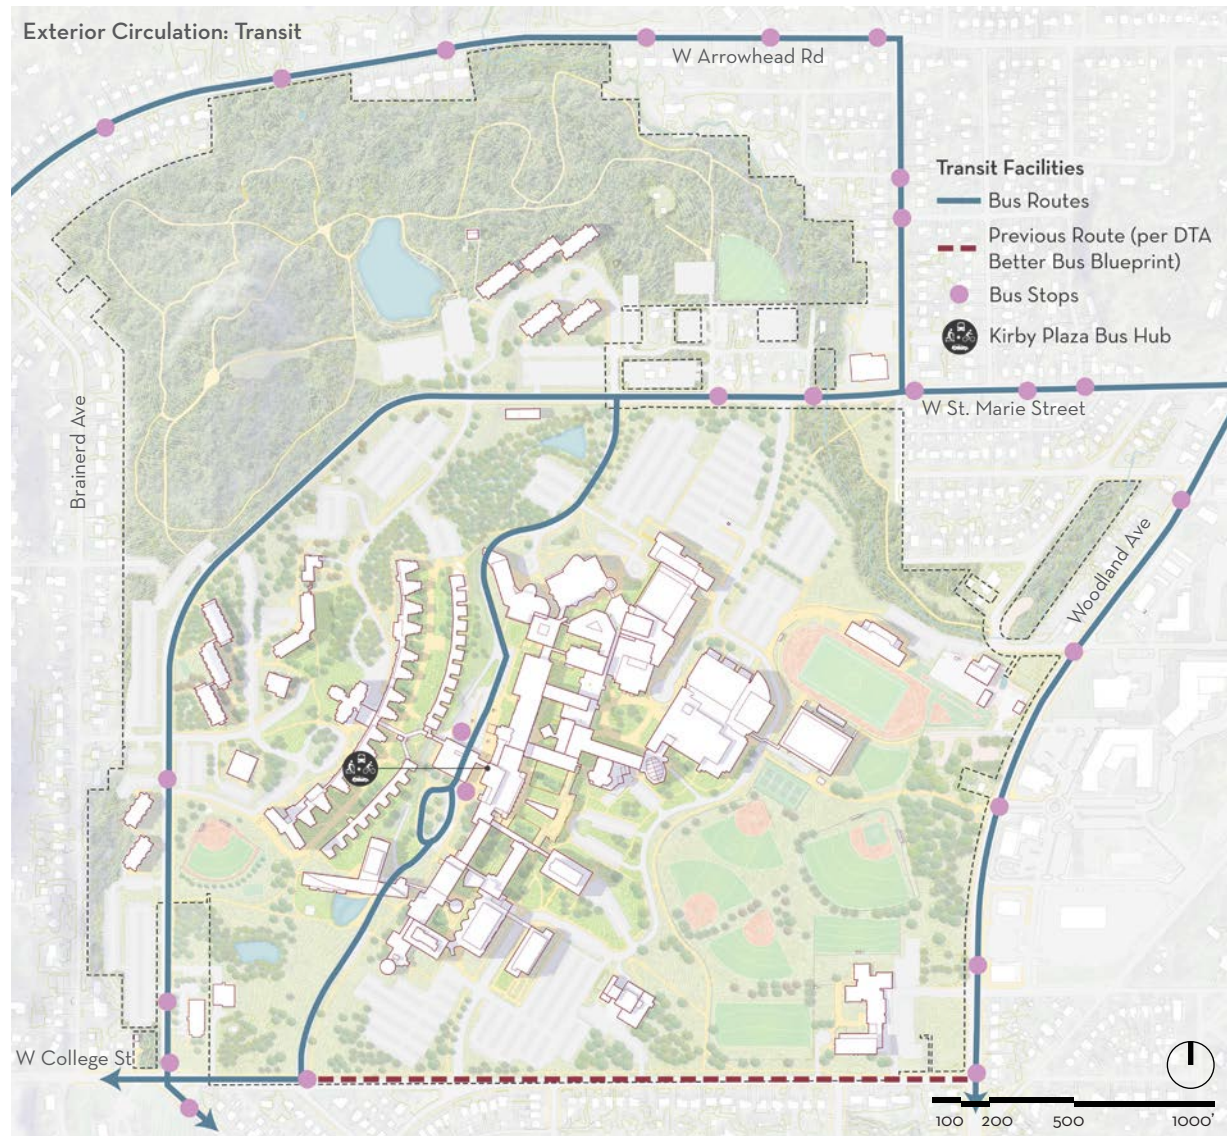 Exterior Circulation: Transit
W Arrowhead Rd
Transit Facilities
Bus Routes
Previous Route (per DTA
Better Bus Blueprint)
Bus Stops
Kirby Plaza Bus Hub
W St. Marie Street
Brainerd Ave
Woodland Ave
W College St
100 200 500 1000'